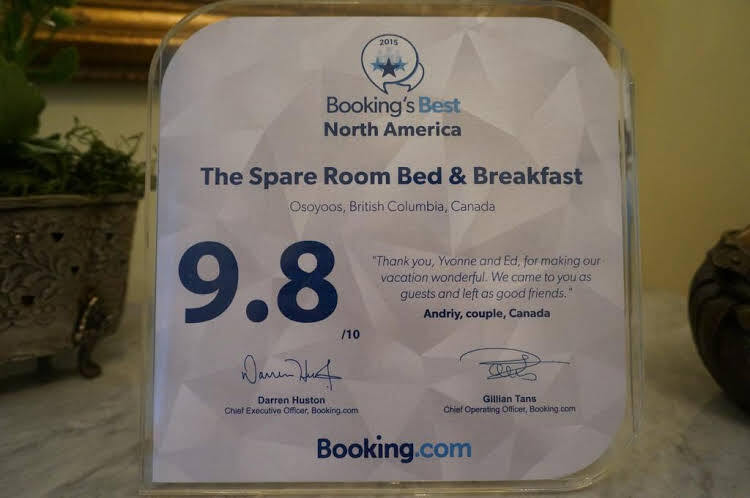 2015
Booking's Best
North America
The Spare Room Bed & Breakfast
Osoyoos, British Columbia, Canada
9.8
/10
"Thank you, Yvonne and Ed, for making our
vacation wonderful. We came to you as
guests and left as good friends."
Andriy, couple, Canada
Darren Huston
Chief Executive Officer, Booking.com
Gillian Tans
Chief Operating Officer, Booking.com
Booking.com